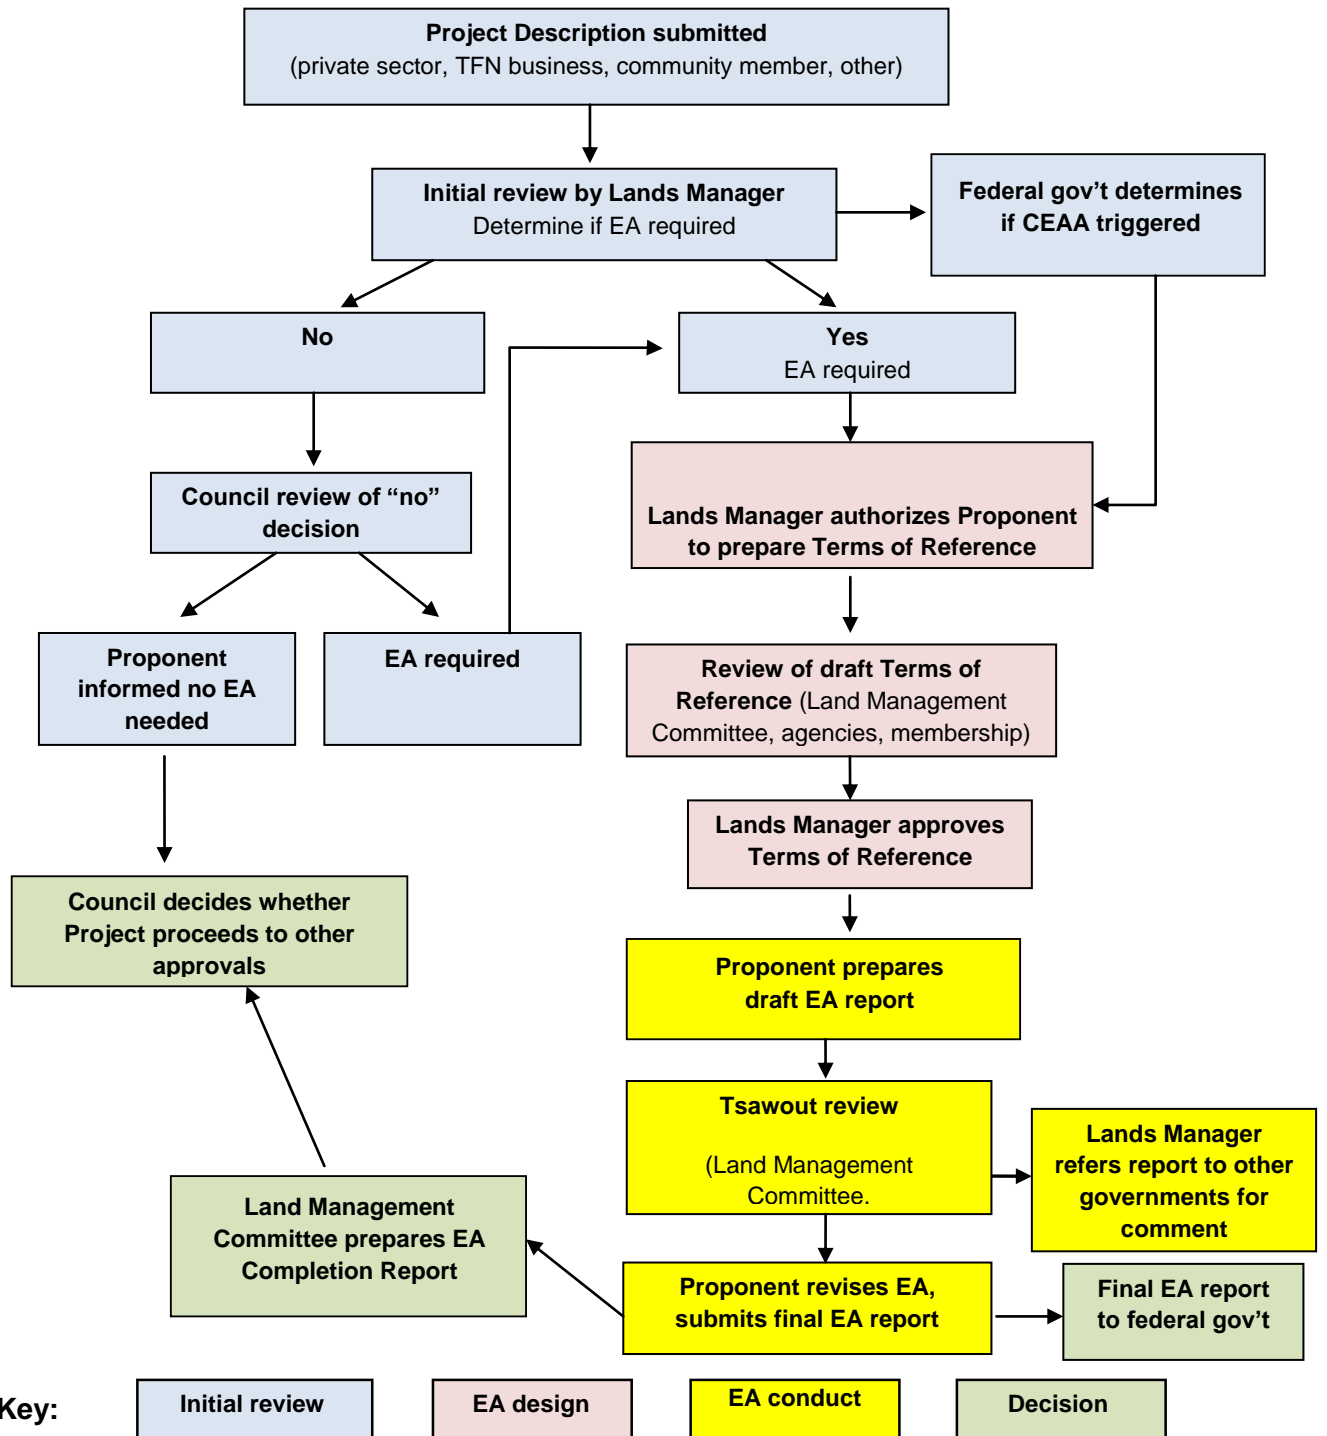 Project Description submitted
(private sector, TFN business, community member, other)
Initial review by Lands Manager
Determine if EA required
Federal gov’t determines
if CEAA triggered
No
Yes
EA required
Council review of “no”
decision
Lands Manager authorizes Proponent
to prepare Terms of Reference
Proponent
informed no EA
needed
EA required
Review of draft Terms of
Reference (Land Management
Committee, agencies, membership)
Lands Manager approves
Terms of Reference
Council decides whether
Project proceeds to other
approvals
Proponent prepares
draft EA report
Tsawout review
(Land Management
Committee.
Lands Manager
refers report to other
governments for
comment
Land Management
Committee prepares EA
Completion Report
Proponent revises EA,
submits final EA report
Final EA report
to federal gov’t
Key:
Initial review
EA design
EA conduct
Decision